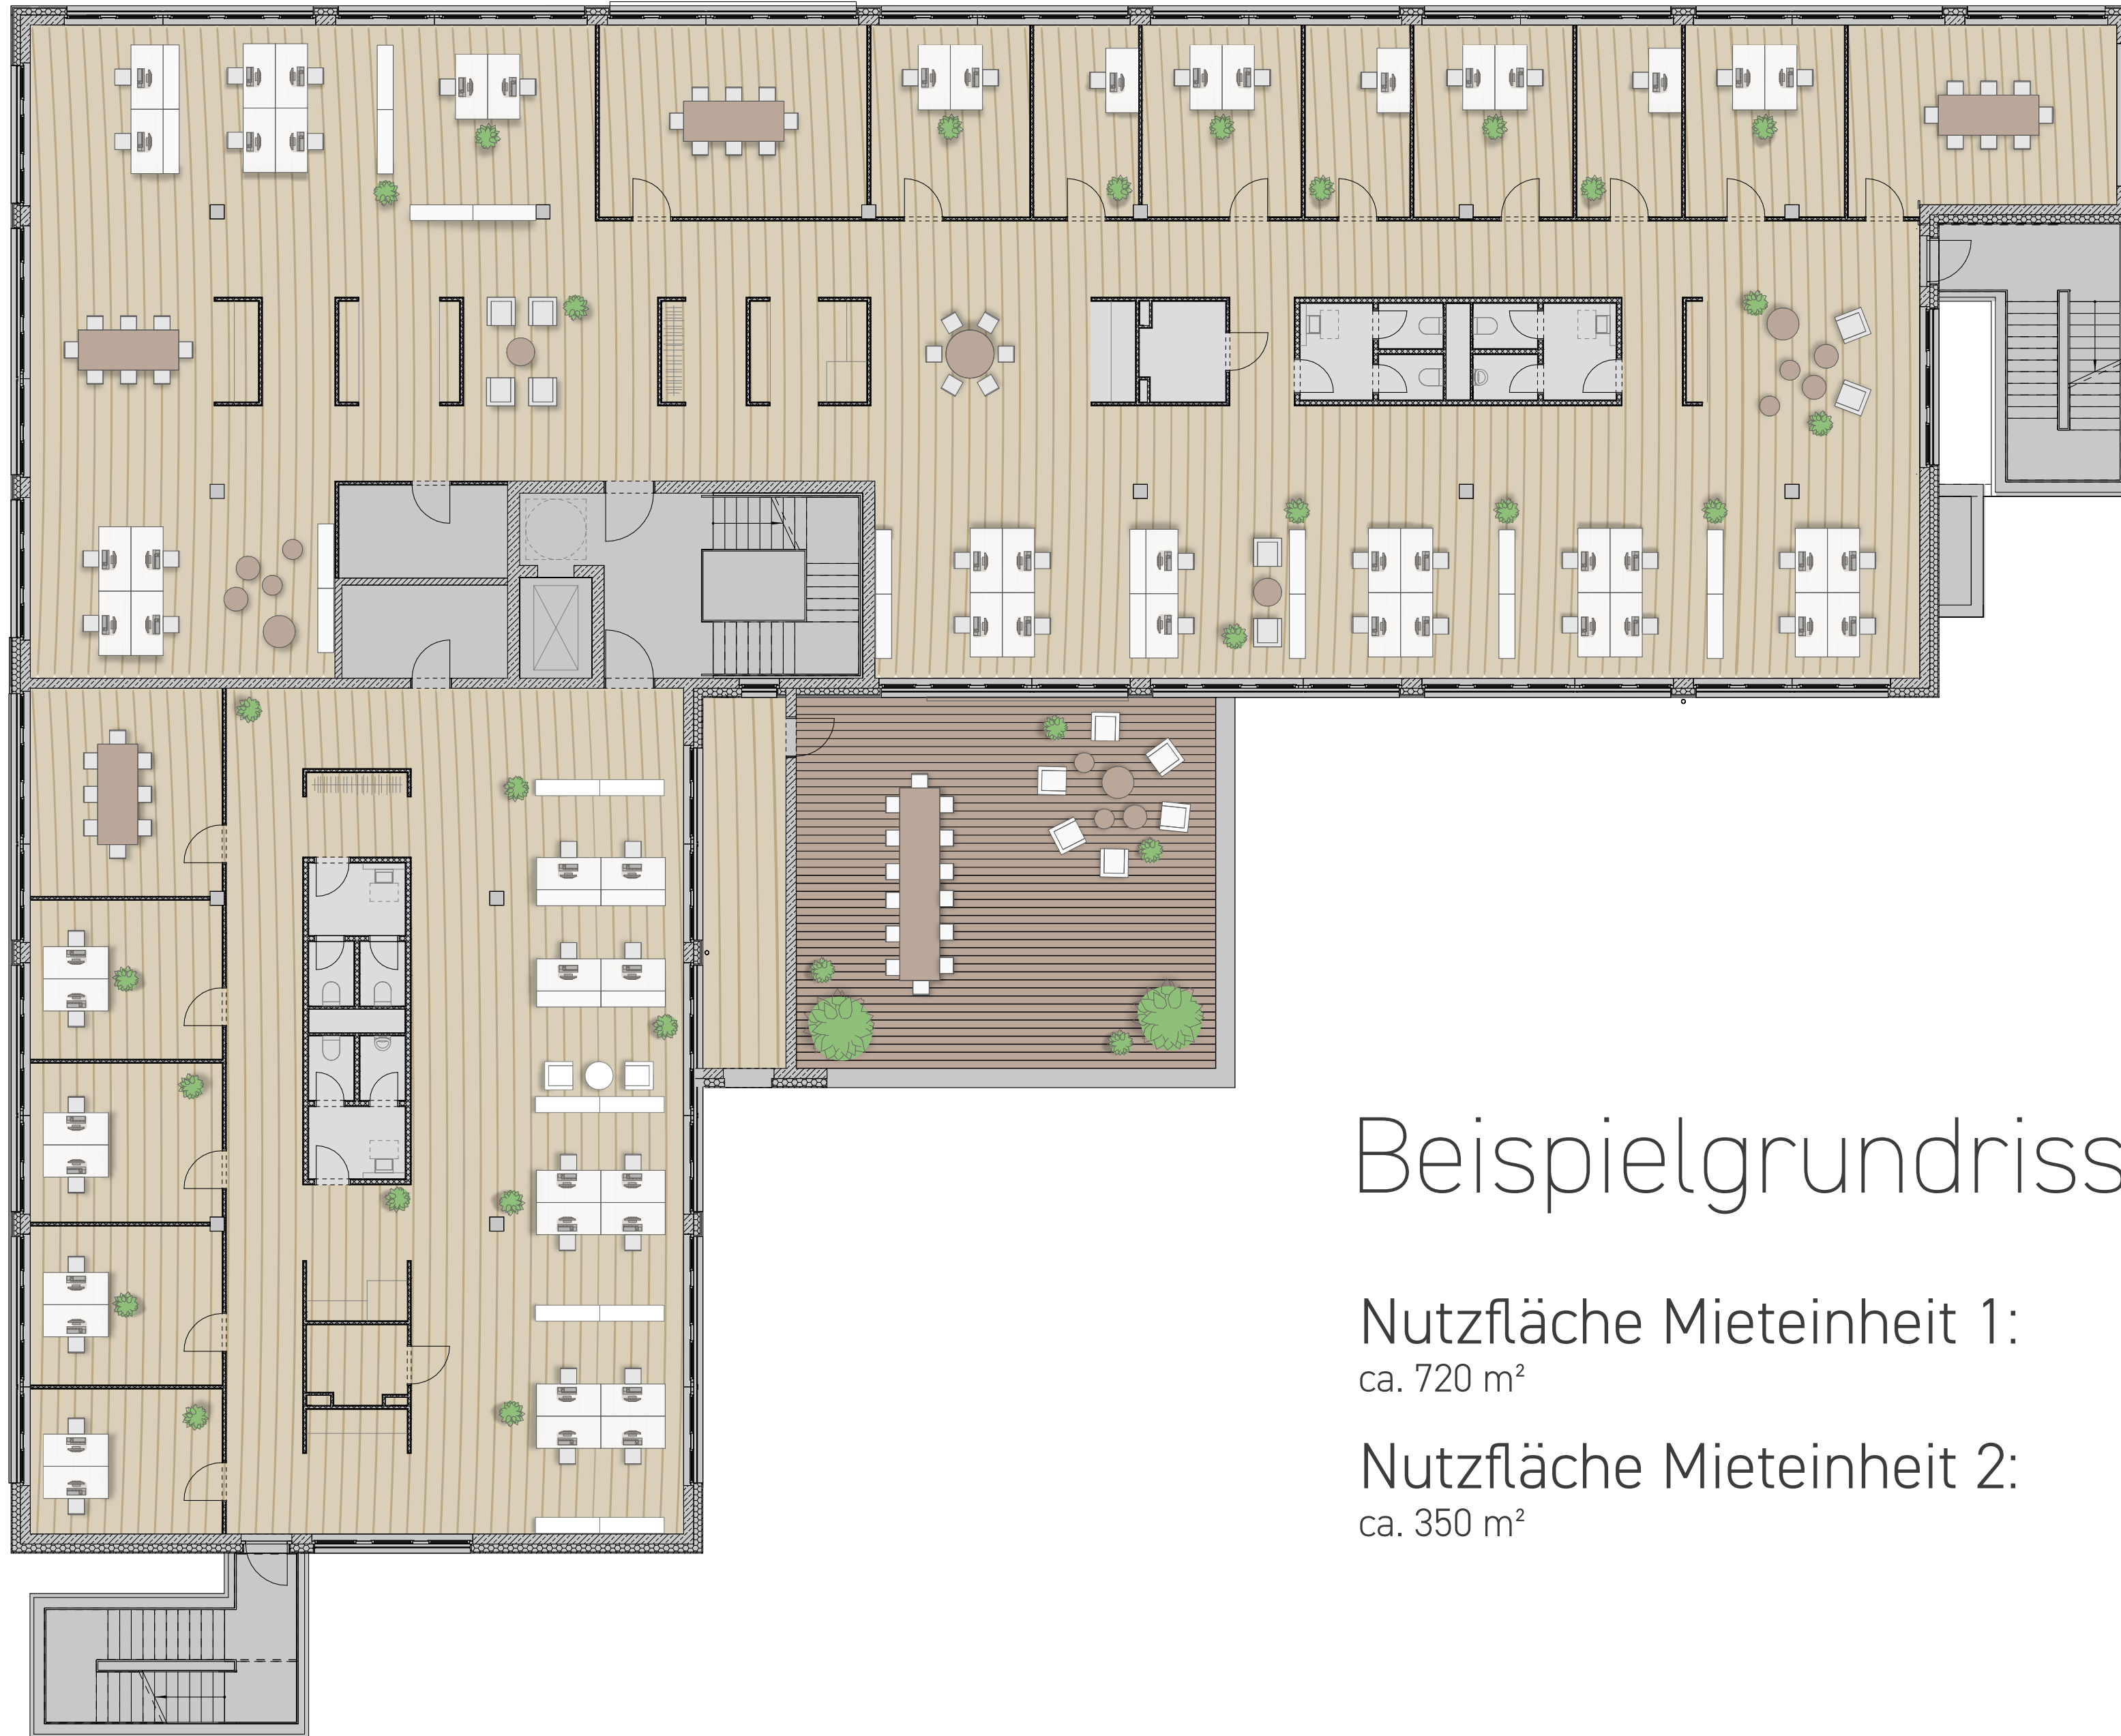 Beispielgrundriss
Nutzfläche Mieteinheit 1:
ca. 720 m²
Nutzfläche Mieteinheit 2:
ca. 350 m²